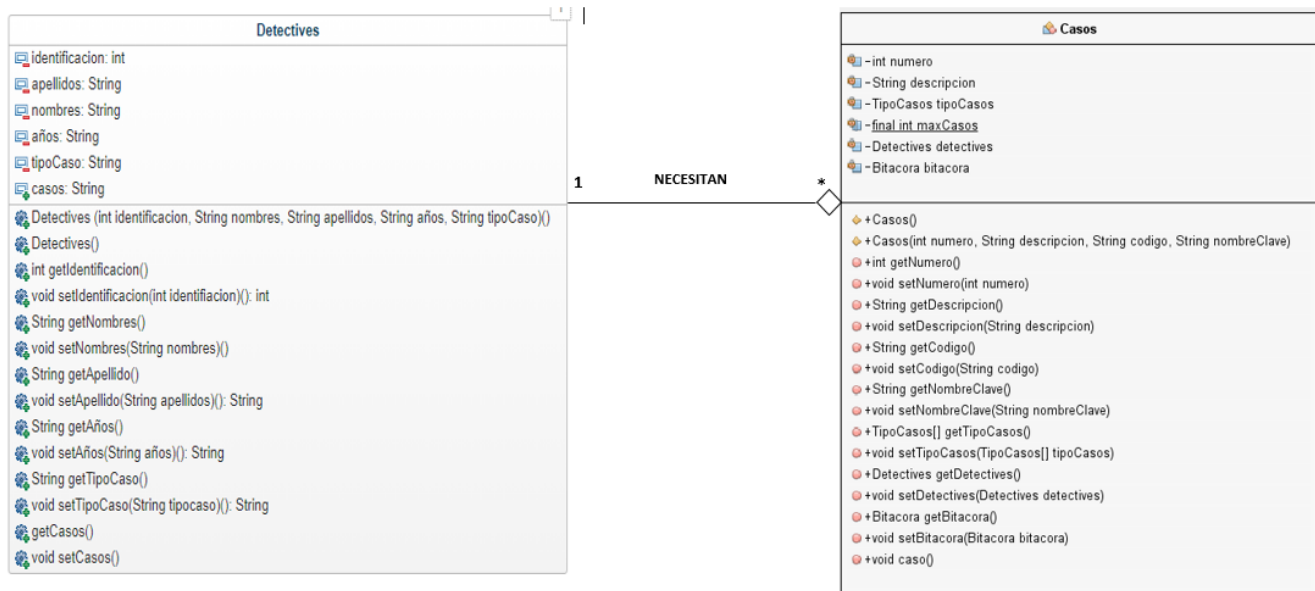 Detectives
identificacion: int
apellidos: String
nombres: String
años: String
tipoCaso: String
casos: String
Detectives (int identificacion, String nombres, String apellidos, String años, String tipoCaso)()
Detectives()
int getIdentificacion()
void setIdentificacion(int identifiacion)(): int
String getNombres()
void setNombres(String nombres)()
String getApellido()
void setApellido(String apellidos)(): String
String getAños()
void setAños(String años)(): String
String getTipoCaso()
void setTipoCaso(String tipocaso)(): String
getCasos()
void setCasos()
1 NECESITAN *
Casos
-int numero
-String descripcion
-TipoCasos tipoCasos
-final int maxCasos
-Detectives detectives
-Bitacora bitacora
+Casos()
+Casos(int numero, String descripcion, String codigo, String nombreClave)
+int getNumero()
+void setNumero(int numero)
+String getDescripcion()
+void setDescripcion(String descripcion)
+String getCodigo()
+void setCodigo(String codigo)
+String getNombreClave()
+void setNombreClave(String nombreClave)
+TipoCasos[] getTipoCasos()
+void setTipoCasos(TipoCasos[] tipoCasos)
+Detectives getDetectives()
+void setDetectives(Detectives detectives)
+Bitacora getBitacora()
+void setBitacora(Bitacora bitacora)
+void caso()